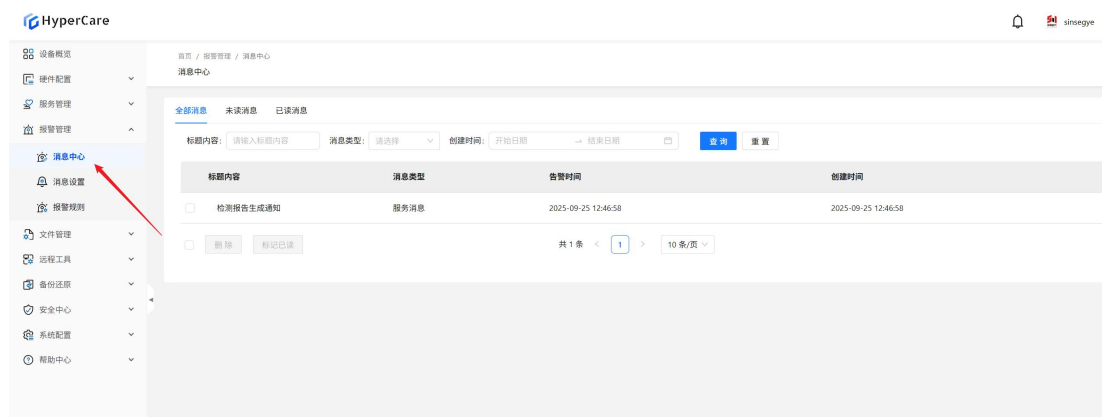 HyperCare
sinsegye
设备概览
硬件配置
服务管理
报警管理
消息中心
消息设置
报警规则
文件管理
远程工具
备份还原
安全中心
系统配置
帮助中心
首页 / 报警管理 / 消息中心
消息中心
全部消息 未读消息 已读消息
标题内容: 请输入标题内容 消息类型: 请选择 创建时间: 开始日期 → 结束日期 查 询 重 置
标题内容 消息类型 告警时间 创建时间
检测报告生成通知 服务消息 2025-09-25 12:46:58 2025-09-25 12:46:58
删 除 标记已读 共 1 条 < 1 > 10 条/页